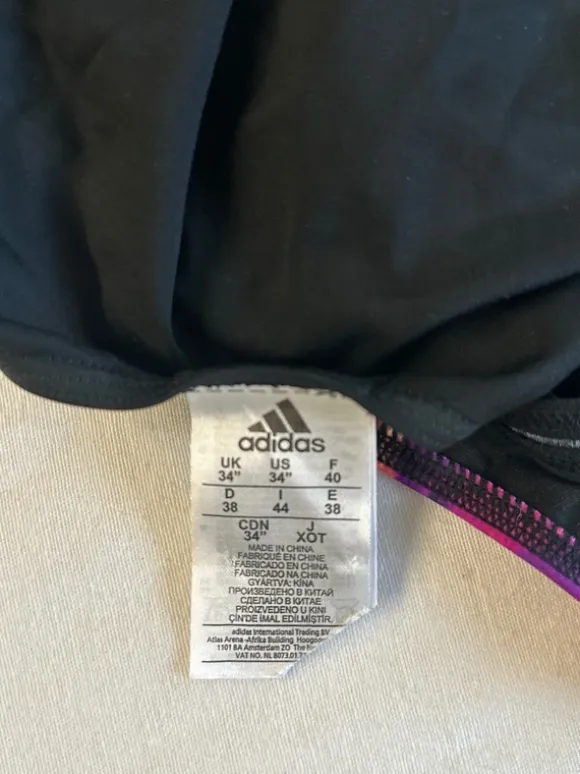 adidas
UK US F
34" 34" 40
D I E
38 44 38
CDN J
34" XOT
MADE IN CHINA
FABRIQUÉ EN CHINE
FABRICADO EN CHINA
FABRICADO NA CHINA
GYÁRTVA: KÍNA
ПРОИЗВЕДЕНО В КИТАЙ
СДЕЛАНО В КИТАЕ
PROIZVEDENO U KINI
ÇİN'DE İMAL EDİLMİŞTİR.
adidas International Trading BV
Atlas Arena -Afrika Building
1101 BA Amsterdam ZO The
VAT NO. NL 8073.01.